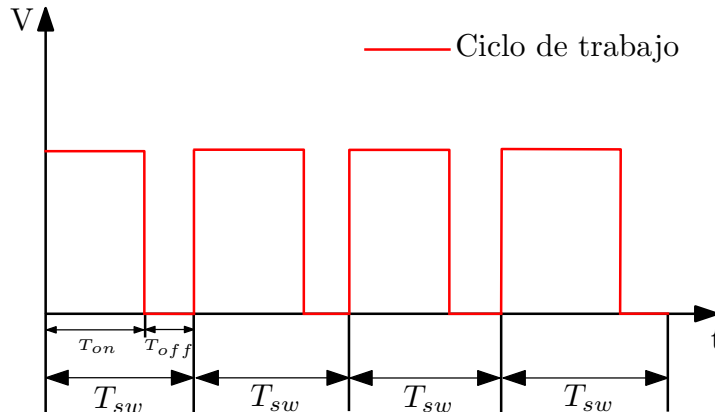 V
Ciclo de trabajo
t
T_on T_off
T_sw T_sw T_sw T_sw